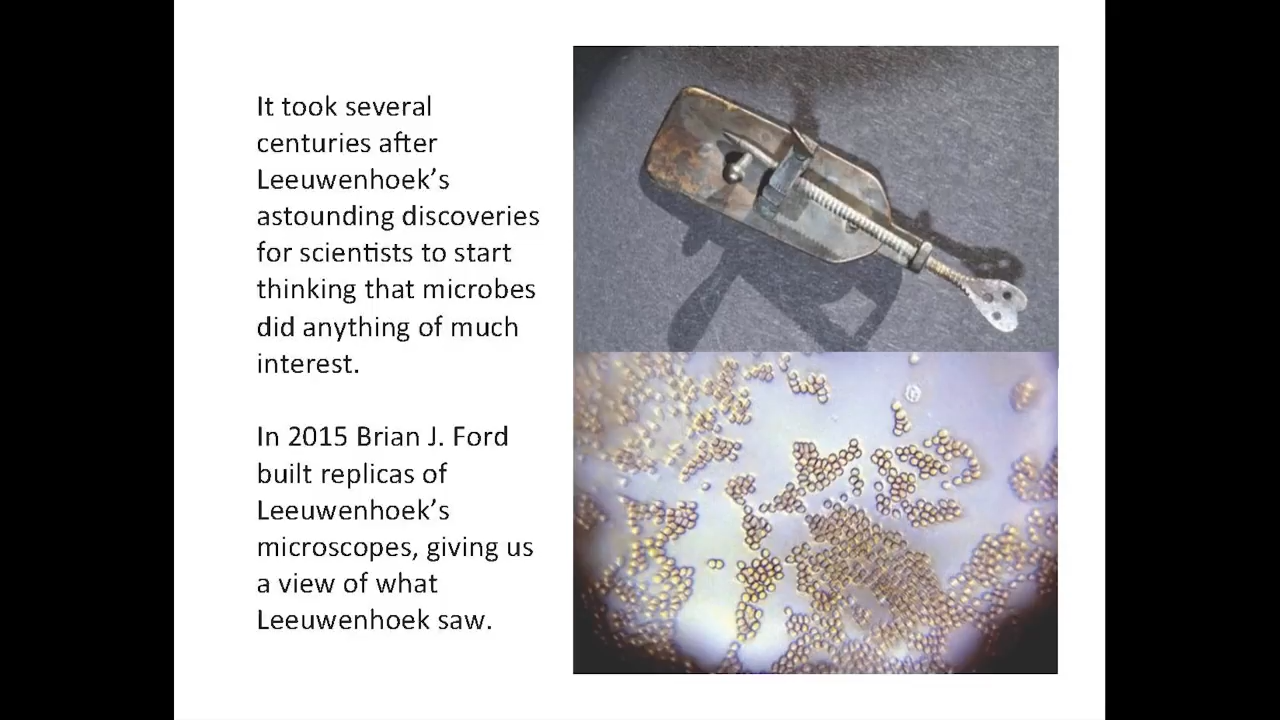 It took several
centuries after
Leeuwenhoek’s
astounding discoveries
for scientists to start
thinking that microbes
did anything of much
interest.
In 2015 Brian J. Ford
built replicas of
Leeuwenhoek’s
microscopes, giving us
a view of what
Leeuwenhoek saw.